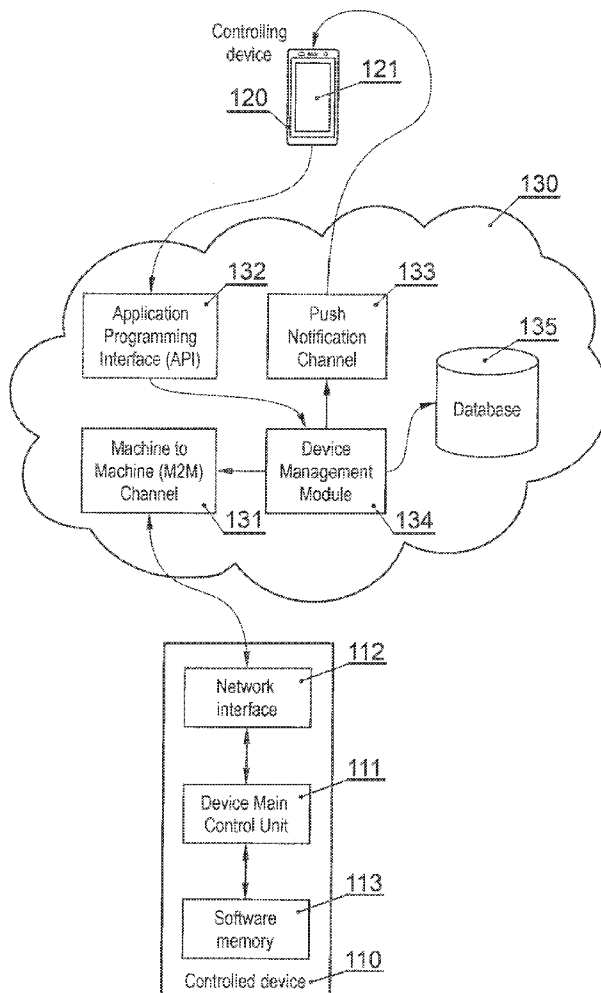 Controlling
device
121
120
130
132
133
Application
Programming
Interface (API)
Push
Notification
Channel
135
Database
Machine to
Machine (M2M)
Channel
131
Device
Management
Module
134
112
Network
interface
111
Device Main
Control Unit
113
Software
memory
Controlled device
110